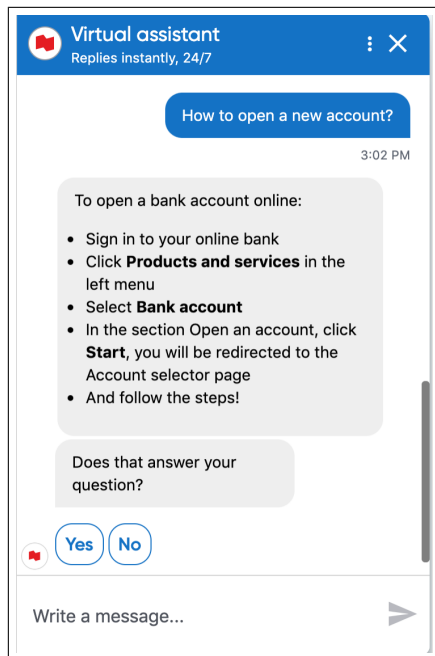 Virtual assistant
Replies instantly, 24/7
How to open a new account?
3:02 PM
To open a bank account online:
• Sign in to your online bank
• Click Products and services in the
left menu
• Select Bank account
• In the section Open an account, click
Start, you will be redirected to the
Account selector page
• And follow the steps!
Does that answer your
question?
Yes No
Write a message...